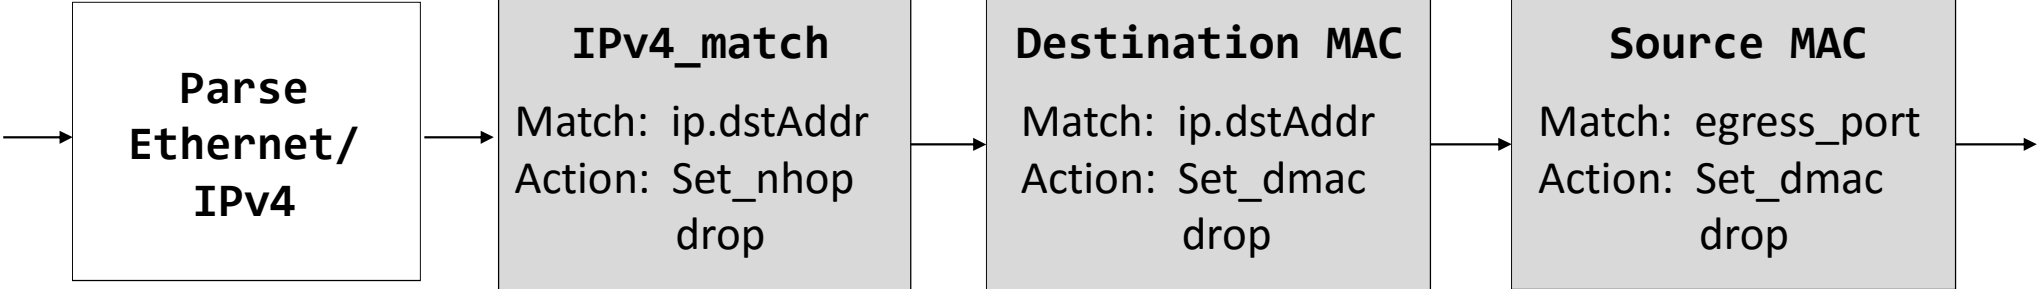 Parse
Ethernet/
IPv4
IPv4_match
Match: ip.dstAddr
Action: Set_nhop
drop
Destination MAC
Match: ip.dstAddr
Action: Set_dmac
drop
Source MAC
Match: egress_port
Action: Set_dmac
drop